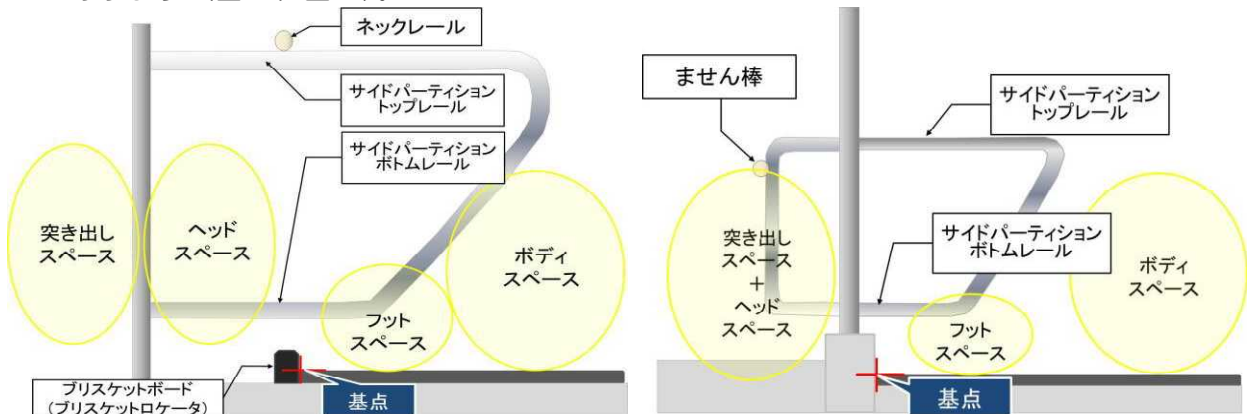 ネックレール
サイドパーティション
トップレール
サイドパーティション
ボトムレール
突き出し
スペース
ヘッド
スペース
ボディ
スペース
フット
スペース
ブリスケットボード
(ブリスケットロケータ)
基点
ません棒
サイドパーティション
トップレール
突き出し
スペース
+
ヘッド
スペース
サイドパーティション
ボトムレール
ボディ
スペース
フット
スペース
基点